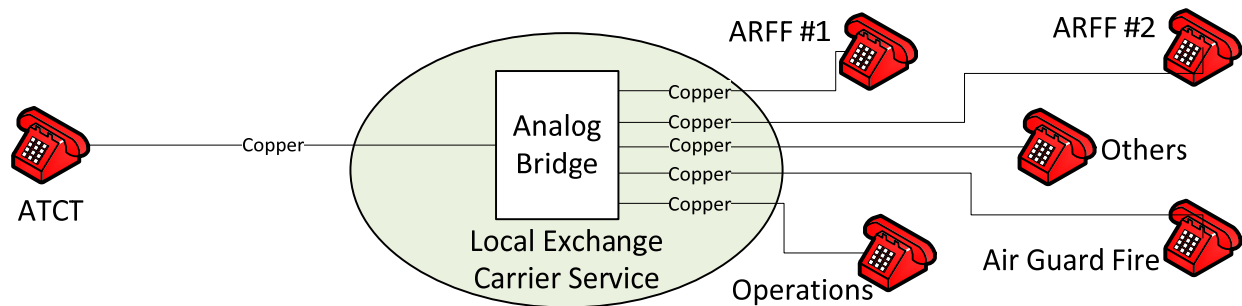 ARFF #1
ARFF #2
Copper
Copper
Copper
Copper
Copper
Copper
Analog
Bridge
Others
ATCT
Local Exchange
Carrier Service
Air Guard Fire
Operations